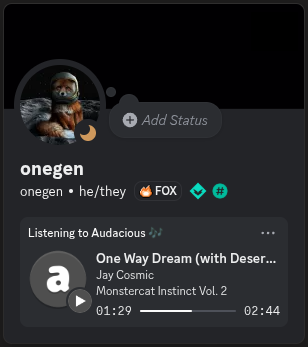 Add Status
onegen
onegen • he/they FOX #
Listening to Audacious 🎶
a
One Way Dream (with Deser...
Jay Cosmic
Monstercat Instinct Vol. 2
01:29 02:44